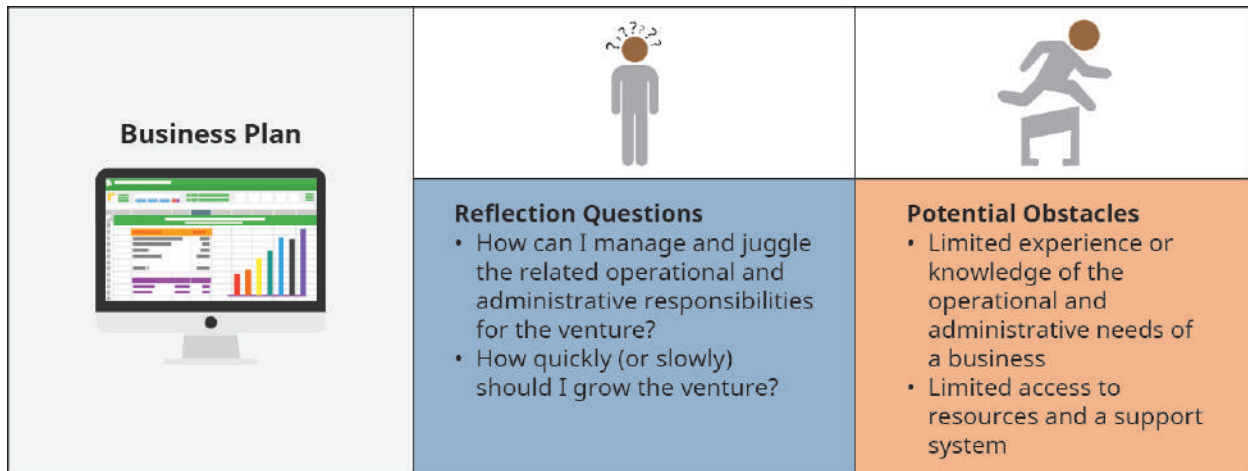 Business Plan
??????
Reflection Questions
• How can I manage and juggle
the related operational and
administrative responsibilities
for the venture?
• How quickly (or slowly)
should I grow the venture?
Potential Obstacles
• Limited experience or
knowledge of the
operational and
administrative needs of
a business
• Limited access to
resources and a support
system